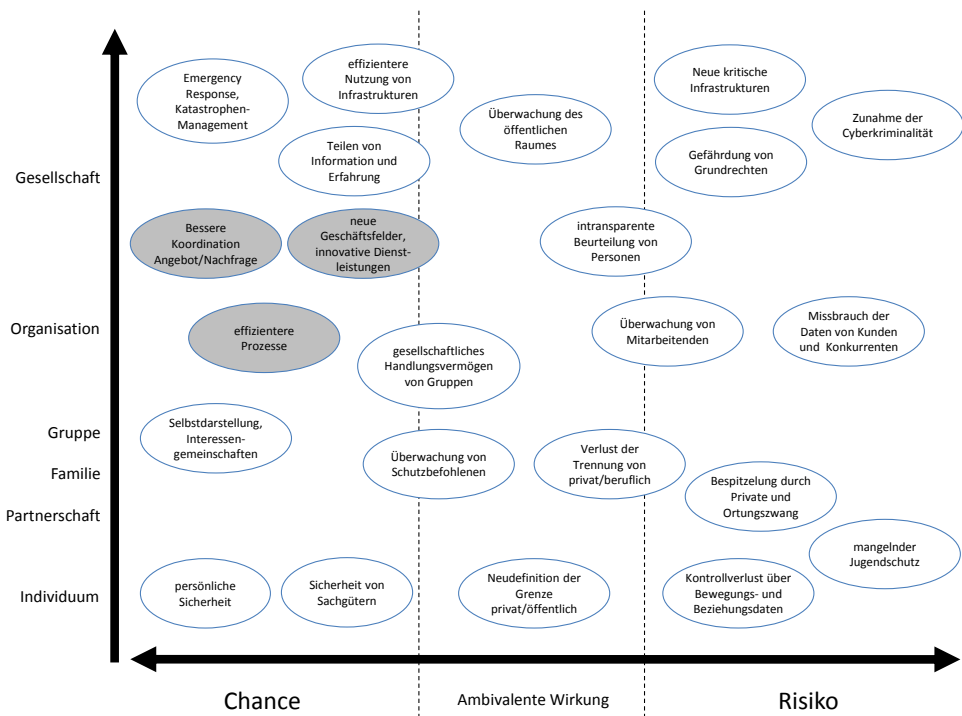 Emergency
Response,
Katastrophen-
Management
effizientere
Nutzung von
Infrastrukturen
Neue kritische
Infrastrukturen
Überwachung des
öffentlichen
Raumes
Zunahme der
Cyberkriminalität
Teilen von
Information und
Erfahrung
Gefährdung von
Grundrechten
Gesellschaft
Bessere
Koordination
Angebot/Nachfrage
neue
Geschäftsfelder,
innovative Dienst-
leistungen
intransparente
Beurteilung von
Personen
Organisation
effizientere
Prozesse
Überwachung von
Mitarbeitenden
Missbrauch der
Daten von Kunden
und Konkurrenten
gesellschaftliches
Handlungsvermögen
von Gruppen
Gruppe
Selbstdarstellung,
Interessen-
gemeinschaften
Familie
Überwachung von
Schutzbefohlenen
Verlust der
Trennung von
privat/beruflich
Bespitzelung durch
Private und
Ortungszwang
Partnerschaft
mangelnder
Jugendschutz
Individuum
persönliche
Sicherheit
Sicherheit von
Sachgütern
Neudefinition der
Grenze
privat/öffentlich
Kontrollverlust über
Bewegungs- und
Beziehungsdaten
Chance
Ambivalente Wirkung
Risiko